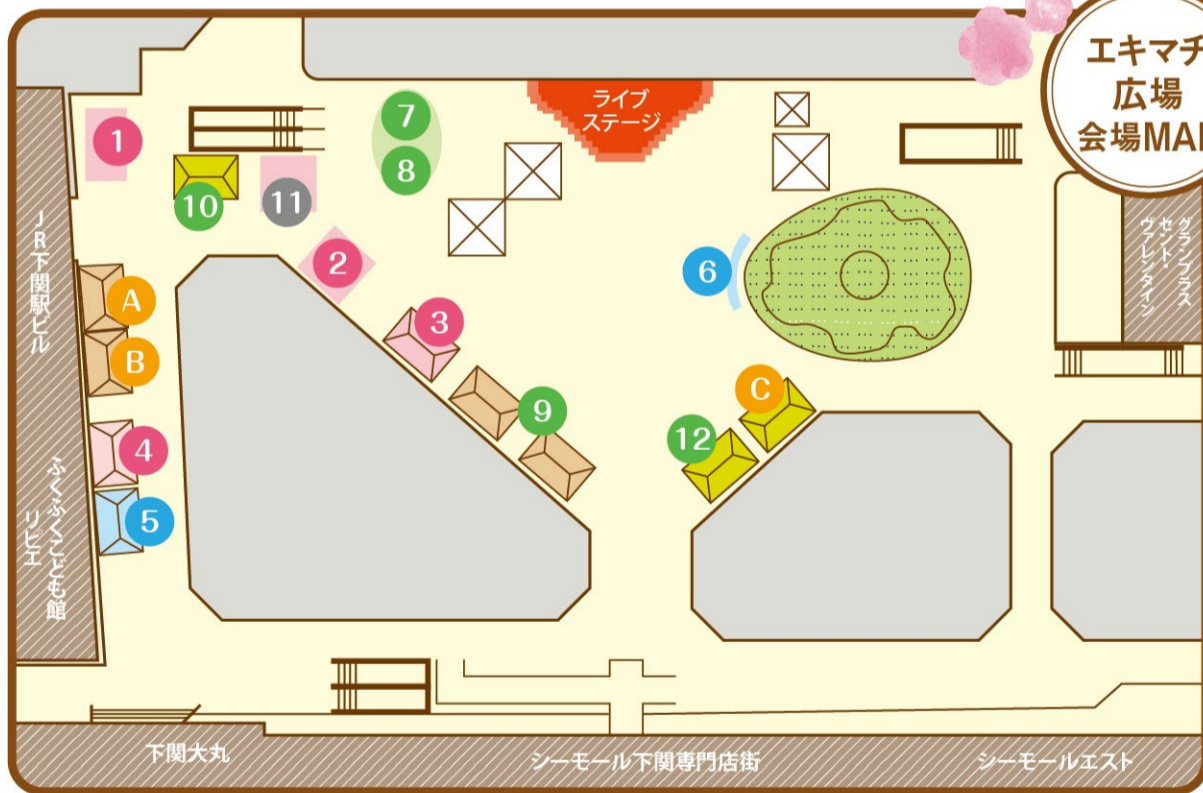 エキマチ
広場
会場MAP
ライブ
ステージ
1
7
8
10
11
2
6
A
3
B
C
9
12
4
5
JR下関駅ビル
ふくふくこども館
リピエ
グランプラス
セント・
ヴァレンタイン
下関大丸
シーモール下関専門店街
シーモールエスト